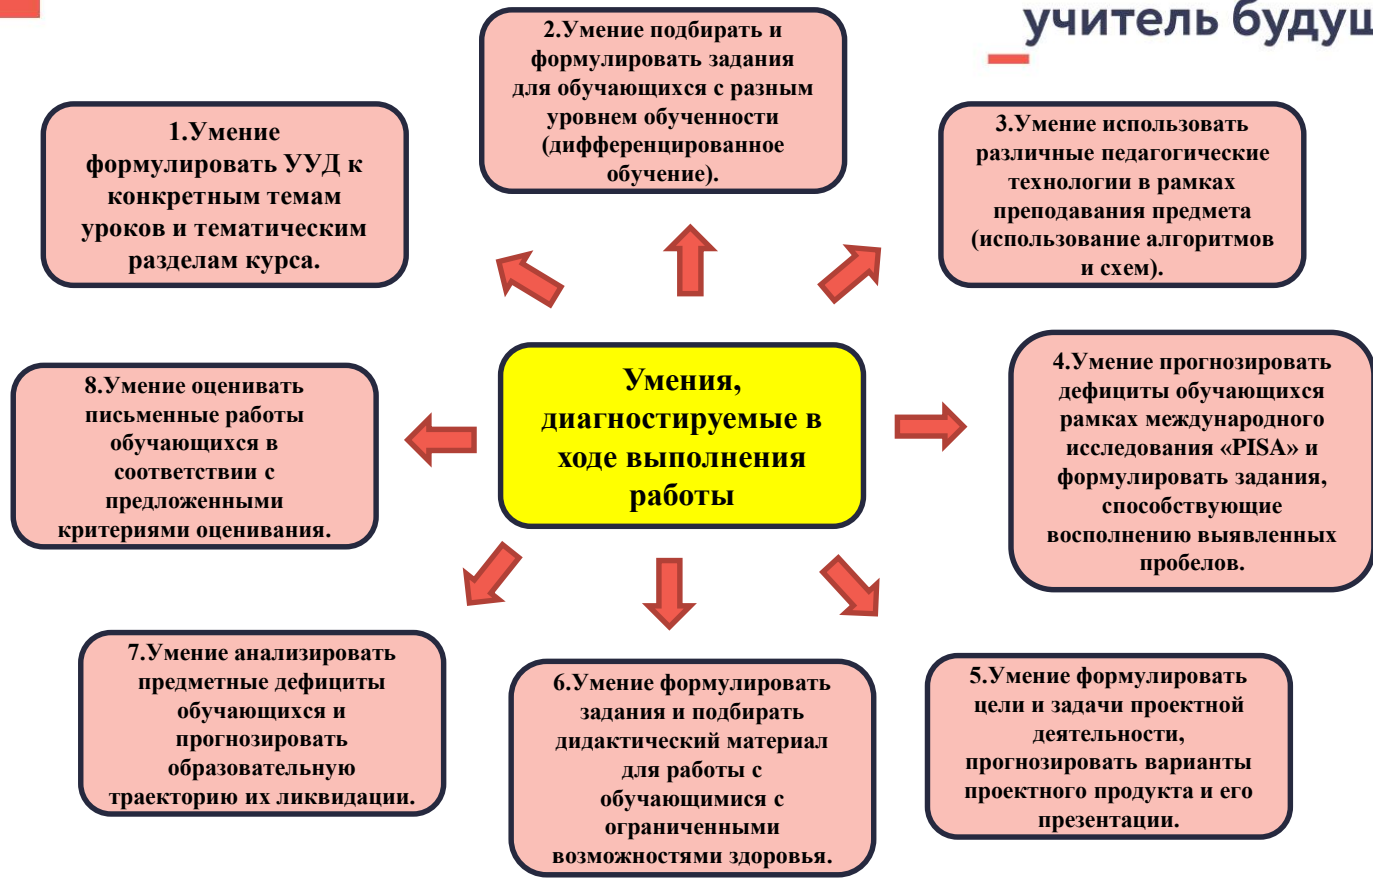 учитель будущ
1.Умение
формулировать УУД к
конкретным темам
уроков и тематическим
разделам курса.
2.Умение подбирать и
формулировать задания
для обучающихся с разным
уровнем обученности
(дифференцированное
обучение).
3.Умение использовать
различные педагогические
технологии в рамках
преподавания предмета
(использование алгоритмов
и схем).
8.Умение оценивать
письменные работы
обучающихся в
соответствии с
предложенными
критериями оценивания.
Умения,
диагностируемые в
ходе выполнения
работы
4.Умение прогнозировать
дефициты обучающихся
рамках международного
исследования «PISA» и
формулировать задания,
способствующие
восполнению выявленных
пробелов.
7.Умение анализировать
предметные дефициты
обучающихся и
прогнозировать
образовательную
траекторию их ликвидации.
6.Умение формулировать
задания и подбирать
дидактический материал
для работы с
обучающимися с
ограниченными
возможностями здоровья.
5.Умение формулировать
цели и задачи проектной
деятельности,
прогнозировать варианты
проектного продукта и его
презентации.